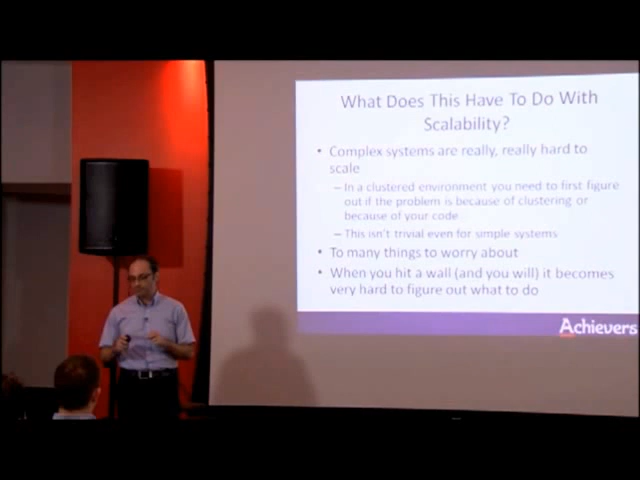 What Does This Have To Do With
Scalability?
• Complex systems are really, really hard to
scale
– In a clustered environment you need to first figure
out if the problem is because of clustering or
because of your code
– This isn't trivial even for simple systems
• To many things to worry about
• When you hit a wall (and you will) it becomes
very hard to figure out what to do
Achievers